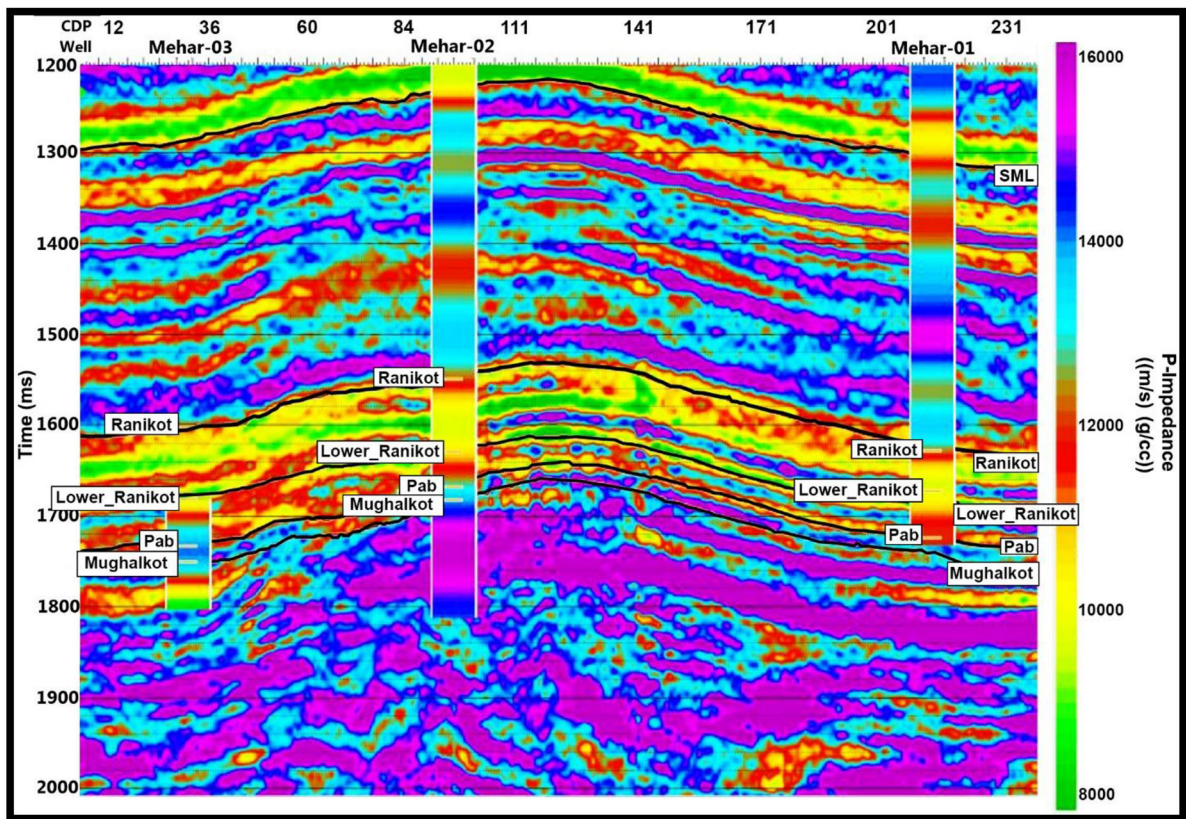 CDP 12 36 60 84 111 141 171 201 231
Well Mehar-03 Mehar-02 Mehar-01
1200
1300
1400
1500
1600
1700
1800
1900
2000
Time (ms)
SML
Ranikot
Ranikot
Ranikot
Ranikot
Lower_Ranikot
Lower_Ranikot
Lower_Ranikot
Lower_Ranikot
Pab
Pab
Pab
Pab
Mughalkot
Mughalkot
Mughalkot
16000
14000
12000
10000
8000
P-Impedance
((m/s) (g/cc))